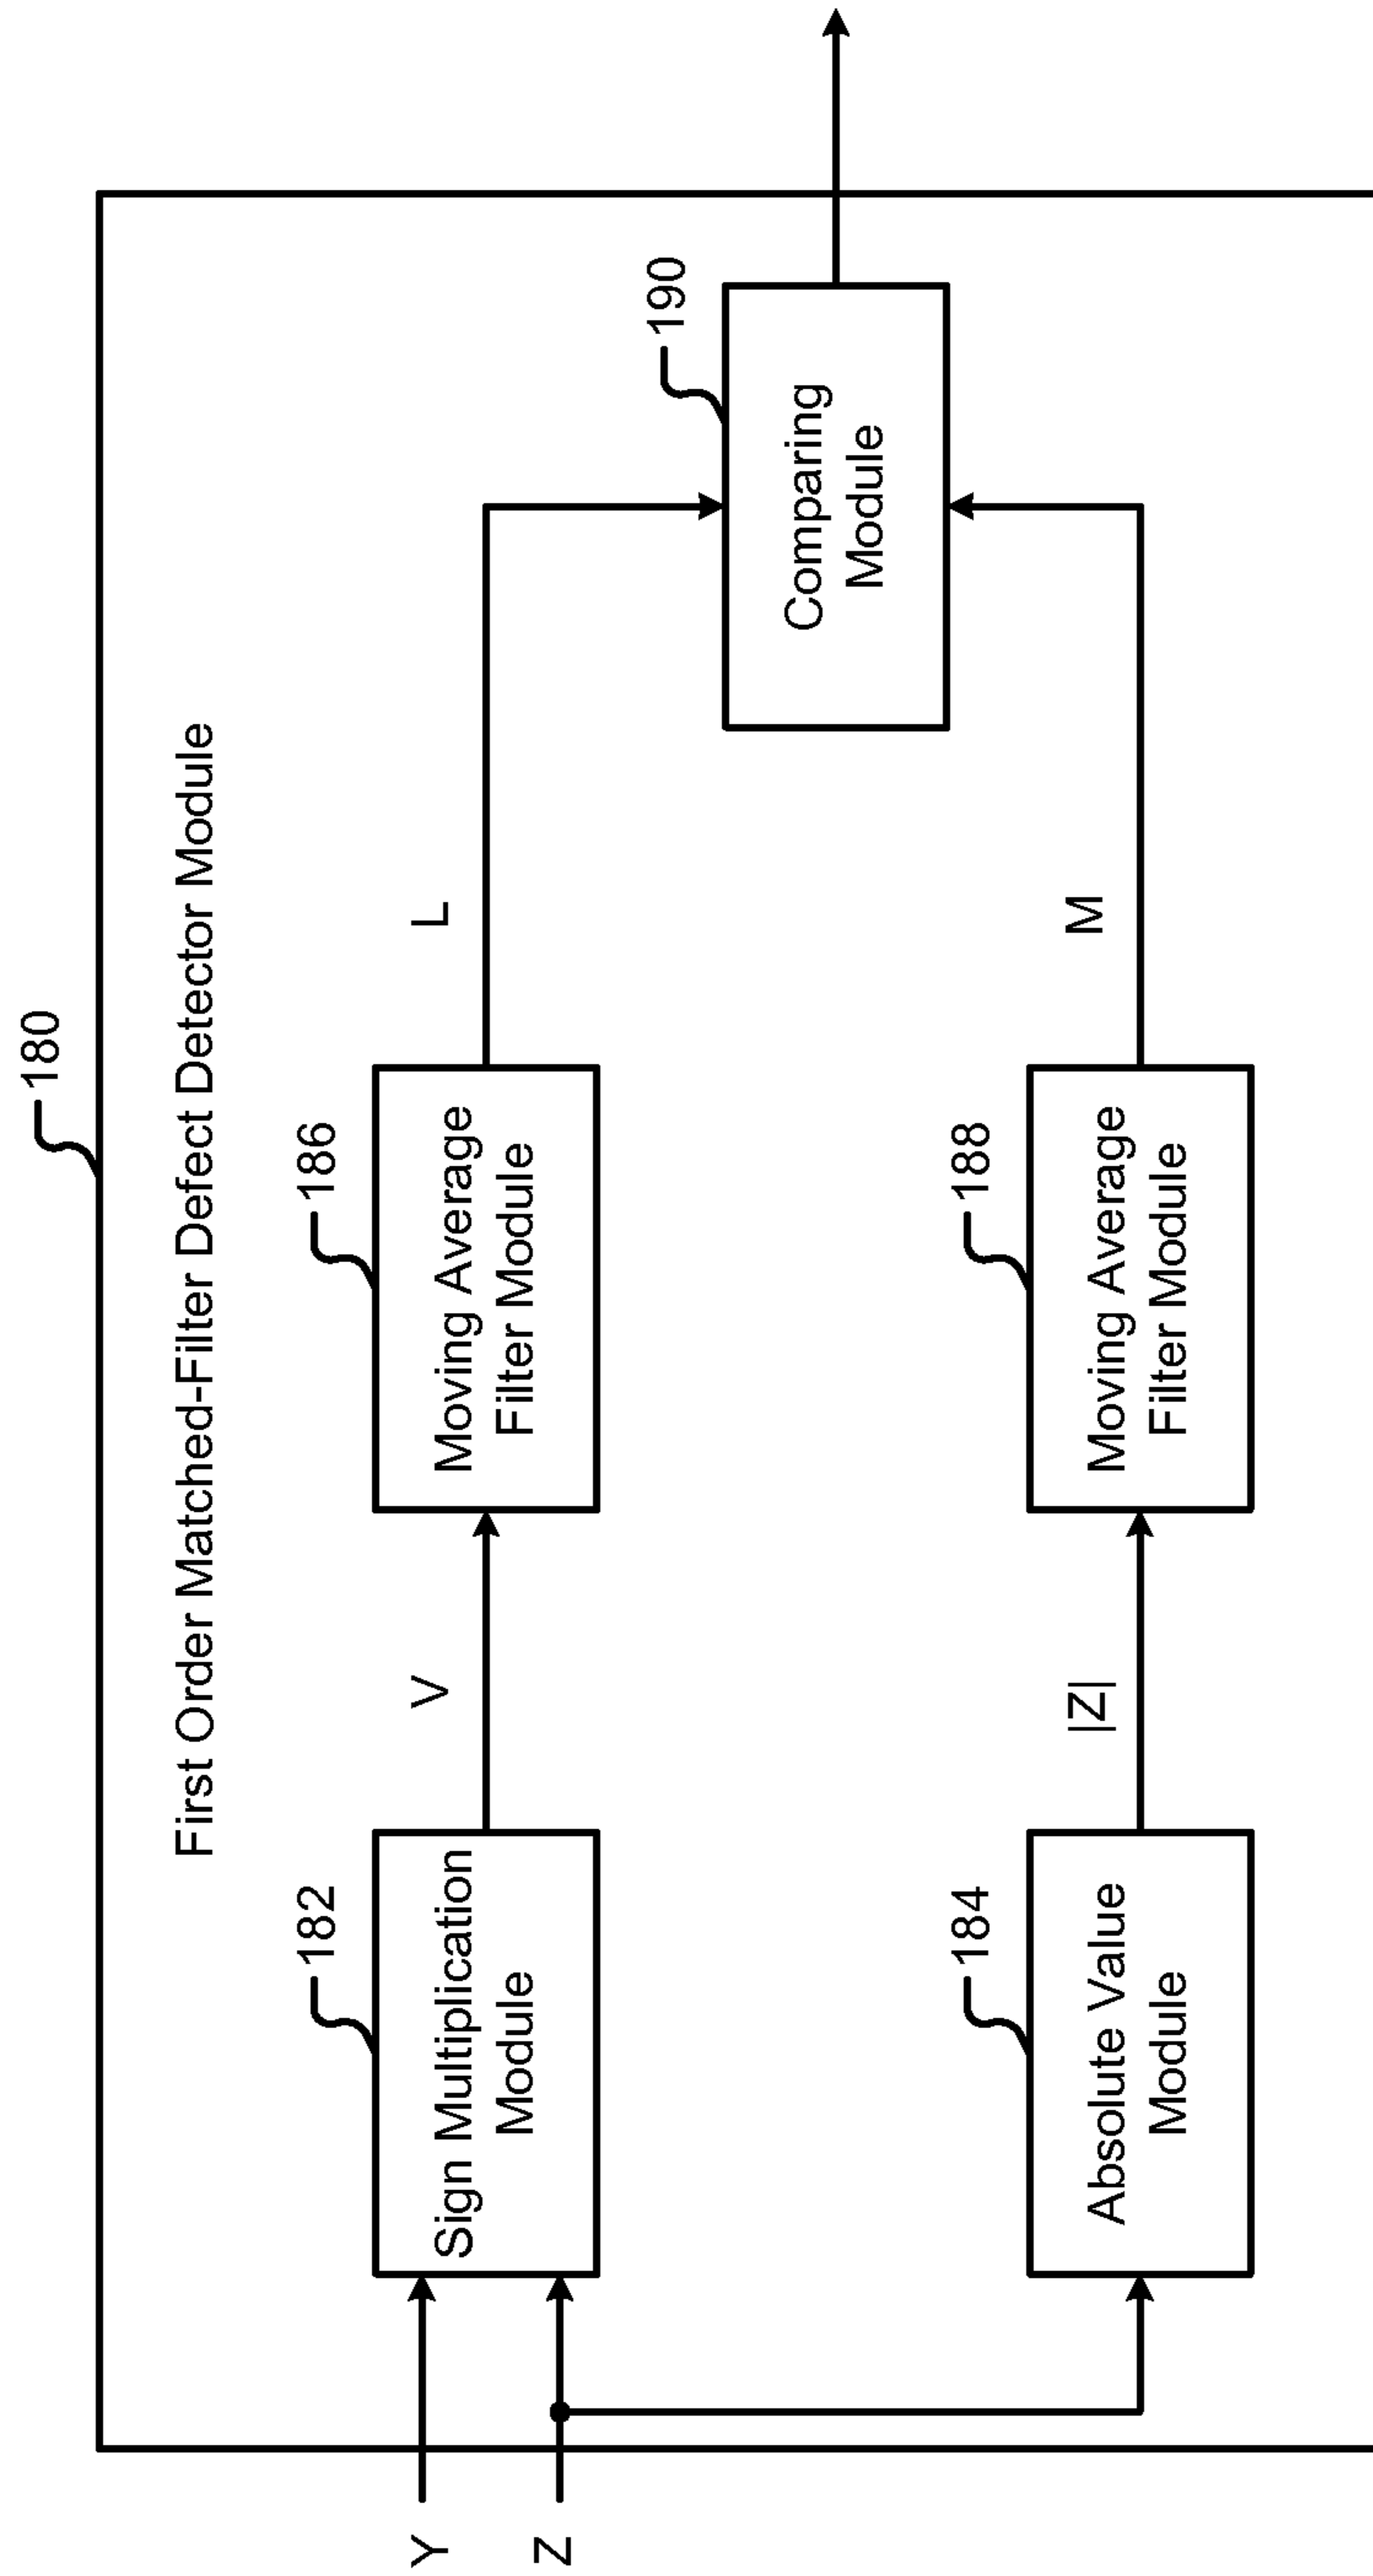 180
First Order Matched-Filter Defect Detector Module
Y
Z
182
Sign Multiplication
Module
V
186
Moving Average
Filter Module
L
190
Comparing
Module
184
Absolute Value
Module
|Z|
188
Moving Average
Filter Module
M